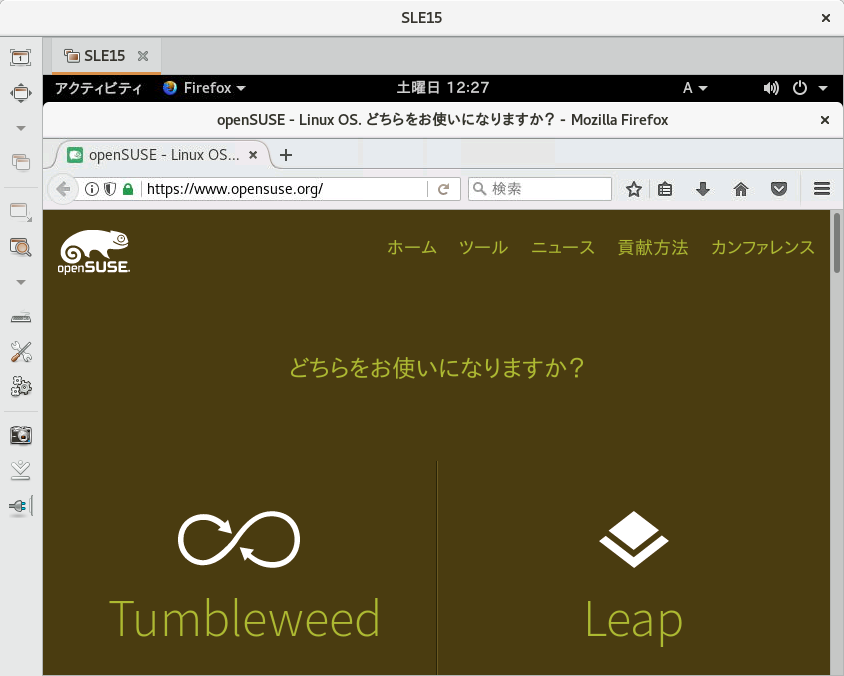 SLE15
SLE15
アクティビティ Firefox 土曜日 12:27 A
openSUSE - Linux OS. どちらをお使いになりますか? - Mozilla Firefox
openSUSE - Linux OS...
https://www.opensuse.org/ 検索
openSUSE.
ホーム ツール ニュース 貢献方法 カンファレンス
どちらをお使いになりますか?
Tumbleweed Leap